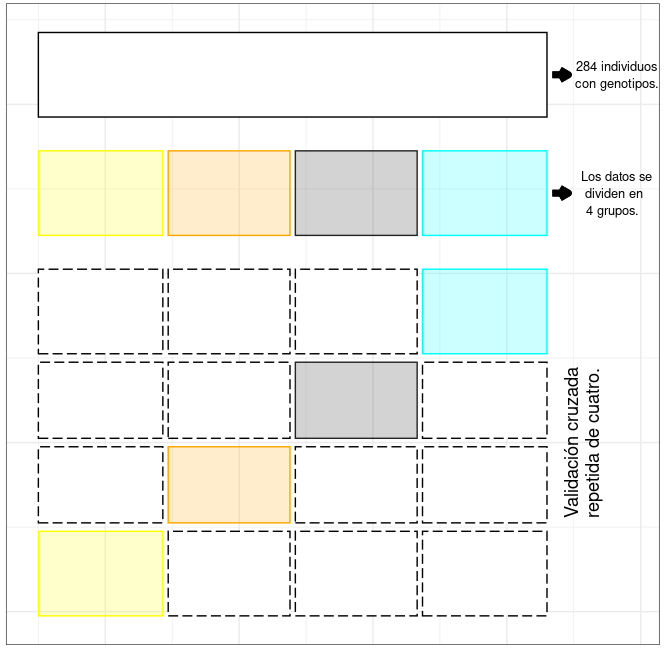 284 individuos
con genotipos.
Los datos se
dividen en
4 grupos.
Validación cruzada
repetida de cuatro.